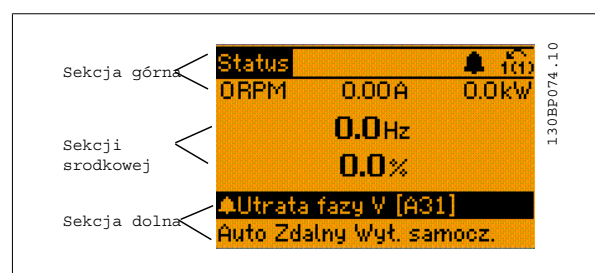 Sekcja górna
Status 1(1)
0RPM 0.00A 0.0kW
Sekcji
srodkowej
0.0Hz
0.0%
Sekcja dolna
Utrata fazy V [A31]
Auto Zdalny Wył. samocz.
130BP074.10